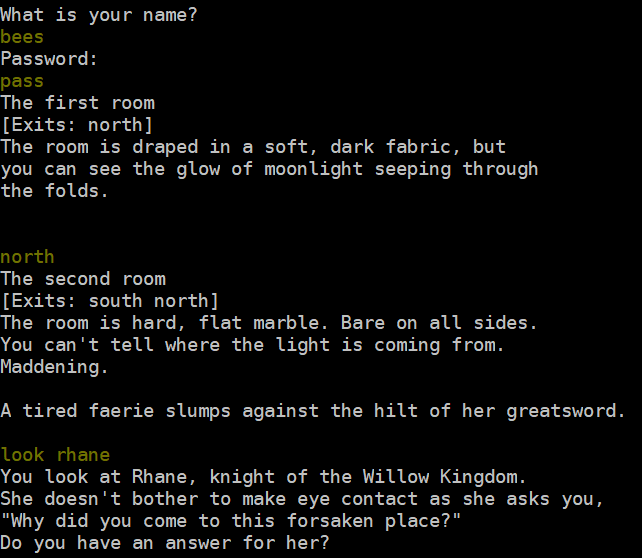 What is your name?
bees
Password:
pass
The first room
[Exits: north]
The room is draped in a soft, dark fabric, but
you can see the glow of moonlight seeping through
the folds.
north
The second room
[Exits: south north]
The room is hard, flat marble. Bare on all sides.
You can't tell where the light is coming from.
Maddening.
A tired faerie slumps against the hilt of her greatsword.
look rhane
You look at Rhane, knight of the Willow Kingdom.
She doesn't bother to make eye contact as she asks you,
"Why did you come to this forsaken place?"
Do you have an answer for her?